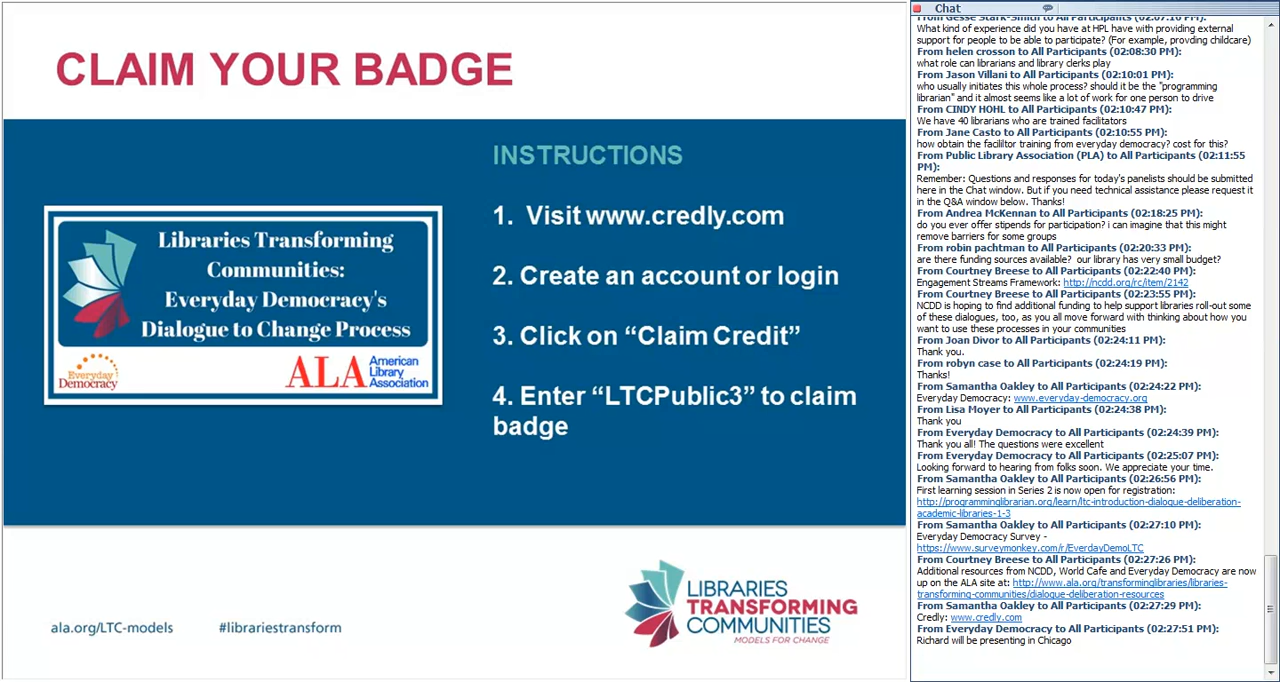 CLAIM YOUR BADGE
INSTRUCTIONS
1. Visit www.credly.com
2. Create an account or login
3. Click on “Claim Credit”
4. Enter “LTCPublic3” to claim
badge
Libraries Transforming
Communities:
Everyday Democracy's
Dialogue to Change Process
Everyday
Democracy
ALA American
Library
Association
ala.org/LTC-models #librariestransform
LIBRARIES
TRANSFORMING
COMMUNITIES
MODELS FOR CHANGE
Chat
From Gesse Stark-Smith to All Participants (02:07:10 PM):
What kind of experience did you have at HPL have with providing external
support for people to be able to participate? (For example, provding childcare)
From helen crosson to All Participants (02:08:30 PM):
what role can librarians and library clerks play
From Jason Villani to All Participants (02:10:01 PM):
who usually initiates this whole process? should it be the "programming
librarian" and it almost seems like a lot of work for one person to drive
From CINDY HOHL to All Participants (02:10:47 PM):
We have 40 librarians who are trained facilitators
From Jane Casto to All Participants (02:10:55 PM):
how obtain the facililtor training from everyday democracy? cost for this?
From Public Library Association (PLA) to All Participants (02:11:55
PM):
Remember: Questions and responses for today's panelists should be submitted
here in the Chat window. But if you need technical assistance please request it
in the Q&A window below. Thanks!
From Andrea McKennan to All Participants (02:18:25 PM):
do you ever offer stipends for participation? i can imagine that this might
remove barriers for some groups
From robin pachtman to All Participants (02:20:33 PM):
are there funding sources available? our library has very small budget?
From Courtney Breese to All Participants (02:22:40 PM):
Engagement Streams Framework: http://ncdd.org/rc/item/2142
From Courtney Breese to All Participants (02:23:55 PM):
NCDD is hoping to find additional funding to help support libraries roll-out some
of these dialogues, too, as you all move forward with thinking about how you
want to use these processes in your communities
From Joan Divor to All Participants (02:24:11 PM):
Thank you.
From robyn case to All Participants (02:24:19 PM):
Thanks!
From Samantha Oakley to All Participants (02:24:22 PM):
Everyday Democracy: www.everyday-democracy.org
From Lisa Moyer to All Participants (02:24:38 PM):
Thank you
From Everyday Democracy to All Participants (02:24:39 PM):
Thank you all! The questions were excellent
From Everyday Democracy to All Participants (02:25:07 PM):
Looking forward to hearing from folks soon. We appreciate your time.
From Samantha Oakley to All Participants (02:26:56 PM):
First learning session in Series 2 is now open for registration:
http://programminglibrarian.org/learn/ltc-introduction-dialogue-deliberation-
academic-libraries-1-3
From Samantha Oakley to All Participants (02:27:10 PM):
Everyday Democracy Survey -
https://www.surveymonkey.com/r/EverdayDemoLTC
From Courtney Breese to All Participants (02:27:26 PM):
Additional resources from NCDD, World Cafe and Everyday Democracy are now
up on the ALA site at: http://www.ala.org/transforminglibraries/libraries-
transforming-communities/dialogue-deliberation-resources
From Samantha Oakley to All Participants (02:27:29 PM):
Credly: www.credly.com
From Everyday Democracy to All Participants (02:27:51 PM):
Richard will be presenting in Chicago